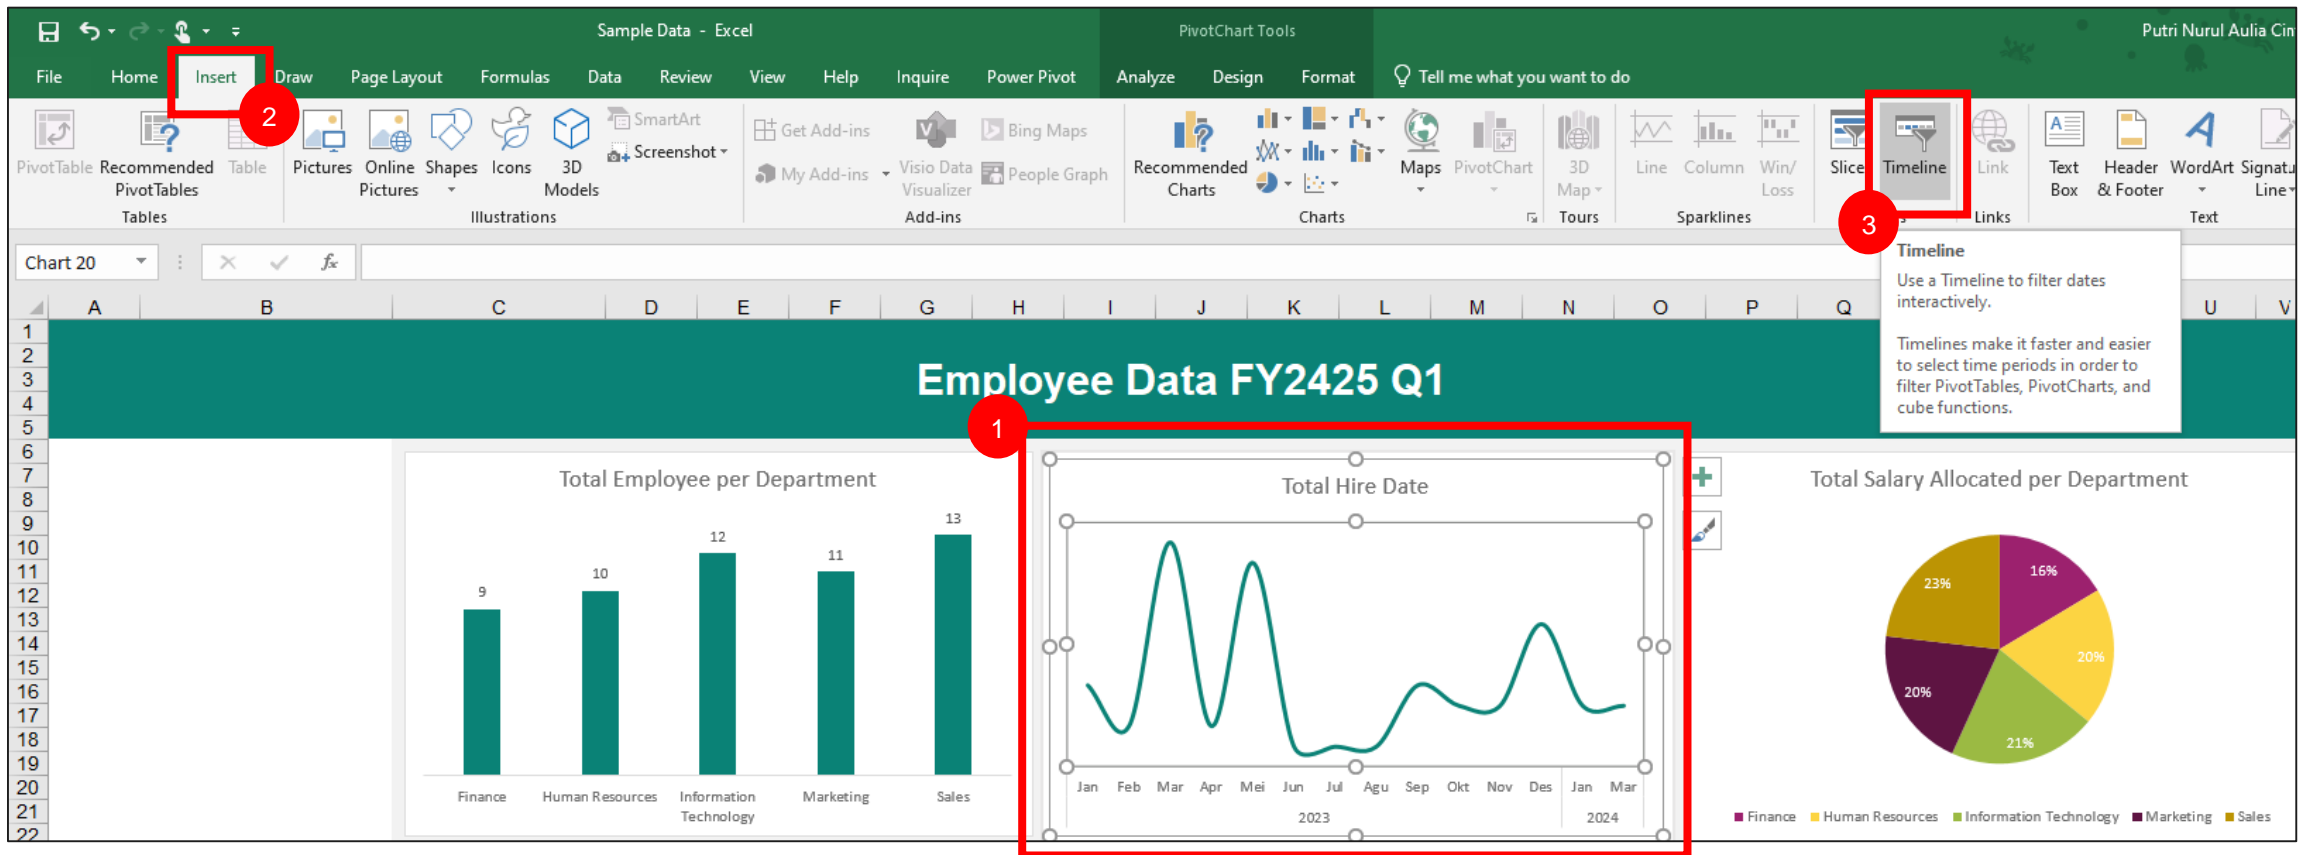 Sample Data - Excel
PivotChart Tools
Putri Nurul Aulia Cin
File Home Insert Draw Page Layout Formulas Data Review View Help Inquire Power Pivot Analyze Design Format Tell me what you want to do
2
PivotTable
Recommended
PivotTables
Table
Tables
Pictures
Online
Pictures
Shapes
Icons
3D
Models
SmartArt
Screenshot
Illustrations
Get Add-ins
My Add-ins
Visio Data
Visualizer
Bing Maps
People Graph
Add-ins
Recommended
Charts
Maps
PivotChart
Charts
3D
Map
Tours
Line
Column
Win/
Loss
Sparklines
Slice
Timeline
s
3
Link
Links
Text
Box
Header
& Footer
WordArt
Signatu
Line
Text
Chart 20
fx
Timeline
Use a Timeline to filter dates
interactively.
Timelines make it faster and easier
to select time periods in order to
filter PivotTables, PivotCharts, and
cube functions.
A B C D E F G H I J K L M N O P Q U V
1
2
3
4
5
6
7
8
9
10
11
12
13
14
15
16
17
18
19
20
21
22
Employee Data FY2425 Q1
1
Total Employee per Department
9
10
12
11
13
Finance
Human Resources
Information
Technology
Marketing
Sales
Total Hire Date
Jan Feb Mar Apr Mei Jun Jul Agu Sep Okt Nov Des Jan Mar
2023 2024
Total Salary Allocated per Department
16%
20%
21%
20%
23%
Finance Human Resources Information Technology Marketing Sales